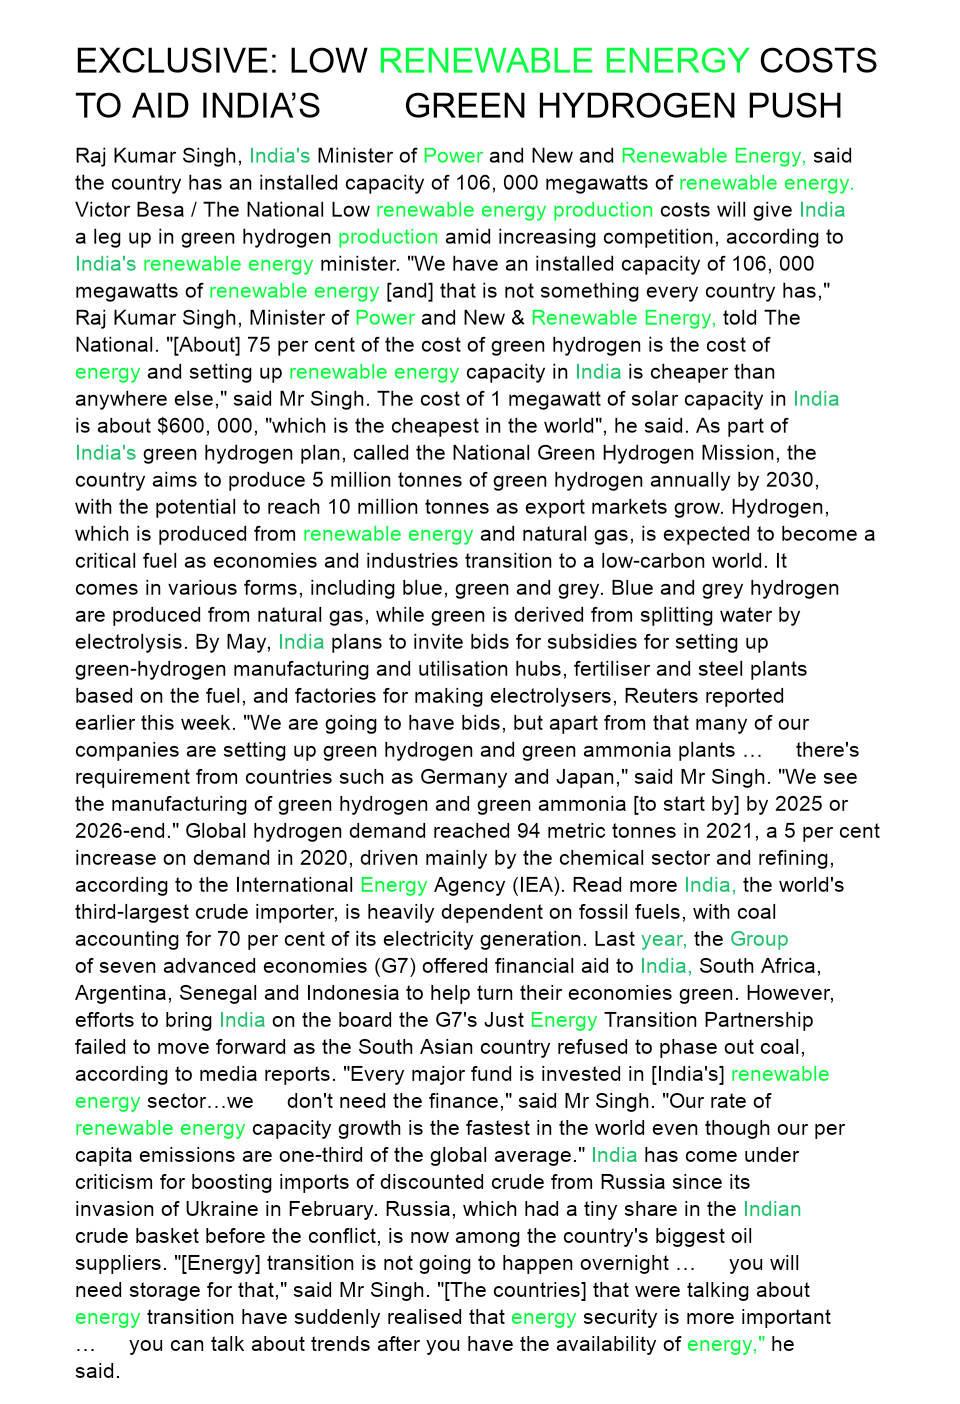 EXCLUSIVE: LOW RENEWABLE ENERGY COSTS
TO AID INDIA’S GREEN HYDROGEN PUSH
Raj Kumar Singh, India's Minister of Power and New and Renewable Energy, said
the country has an installed capacity of 106, 000 megawatts of renewable energy.
Victor Besa / The National Low renewable energy production costs will give India
a leg up in green hydrogen production amid increasing competition, according to
India's renewable energy minister. "We have an installed capacity of 106, 000
megawatts of renewable energy [and] that is not something every country has,"
Raj Kumar Singh, Minister of Power and New & Renewable Energy, told The
National. "[About] 75 per cent of the cost of green hydrogen is the cost of
energy and setting up renewable energy capacity in India is cheaper than
anywhere else," said Mr Singh. The cost of 1 megawatt of solar capacity in India
is about $600, 000, "which is the cheapest in the world", he said. As part of
India's green hydrogen plan, called the National Green Hydrogen Mission, the
country aims to produce 5 million tonnes of green hydrogen annually by 2030,
with the potential to reach 10 million tonnes as export markets grow. Hydrogen,
which is produced from renewable energy and natural gas, is expected to become a
critical fuel as economies and industries transition to a low-carbon world. It
comes in various forms, including blue, green and grey. Blue and grey hydrogen
are produced from natural gas, while green is derived from splitting water by
electrolysis. By May, India plans to invite bids for subsidies for setting up
green-hydrogen manufacturing and utilisation hubs, fertiliser and steel plants
based on the fuel, and factories for making electrolysers, Reuters reported
earlier this week. "We are going to have bids, but apart from that many of our
companies are setting up green hydrogen and green ammonia plants … there's
requirement from countries such as Germany and Japan," said Mr Singh. "We see
the manufacturing of green hydrogen and green ammonia [to start by] by 2025 or
2026-end." Global hydrogen demand reached 94 metric tonnes in 2021, a 5 per cent
increase on demand in 2020, driven mainly by the chemical sector and refining,
according to the International Energy Agency (IEA). Read more India, the world's
third-largest crude importer, is heavily dependent on fossil fuels, with coal
accounting for 70 per cent of its electricity generation. Last year, the Group
of seven advanced economies (G7) offered financial aid to India, South Africa,
Argentina, Senegal and Indonesia to help turn their economies green. However,
efforts to bring India on the board the G7's Just Energy Transition Partnership
failed to move forward as the South Asian country refused to phase out coal,
according to media reports. "Every major fund is invested in [India's] renewable
energy sector…we don't need the finance," said Mr Singh. "Our rate of
renewable energy capacity growth is the fastest in the world even though our per
capita emissions are one-third of the global average." India has come under
criticism for boosting imports of discounted crude from Russia since its
invasion of Ukraine in February. Russia, which had a tiny share in the Indian
crude basket before the conflict, is now among the country's biggest oil
suppliers. "[Energy] transition is not going to happen overnight … you will
need storage for that," said Mr Singh. "[The countries] that were talking about
energy transition have suddenly realised that energy security is more important
… you can talk about trends after you have the availability of energy," he
said.